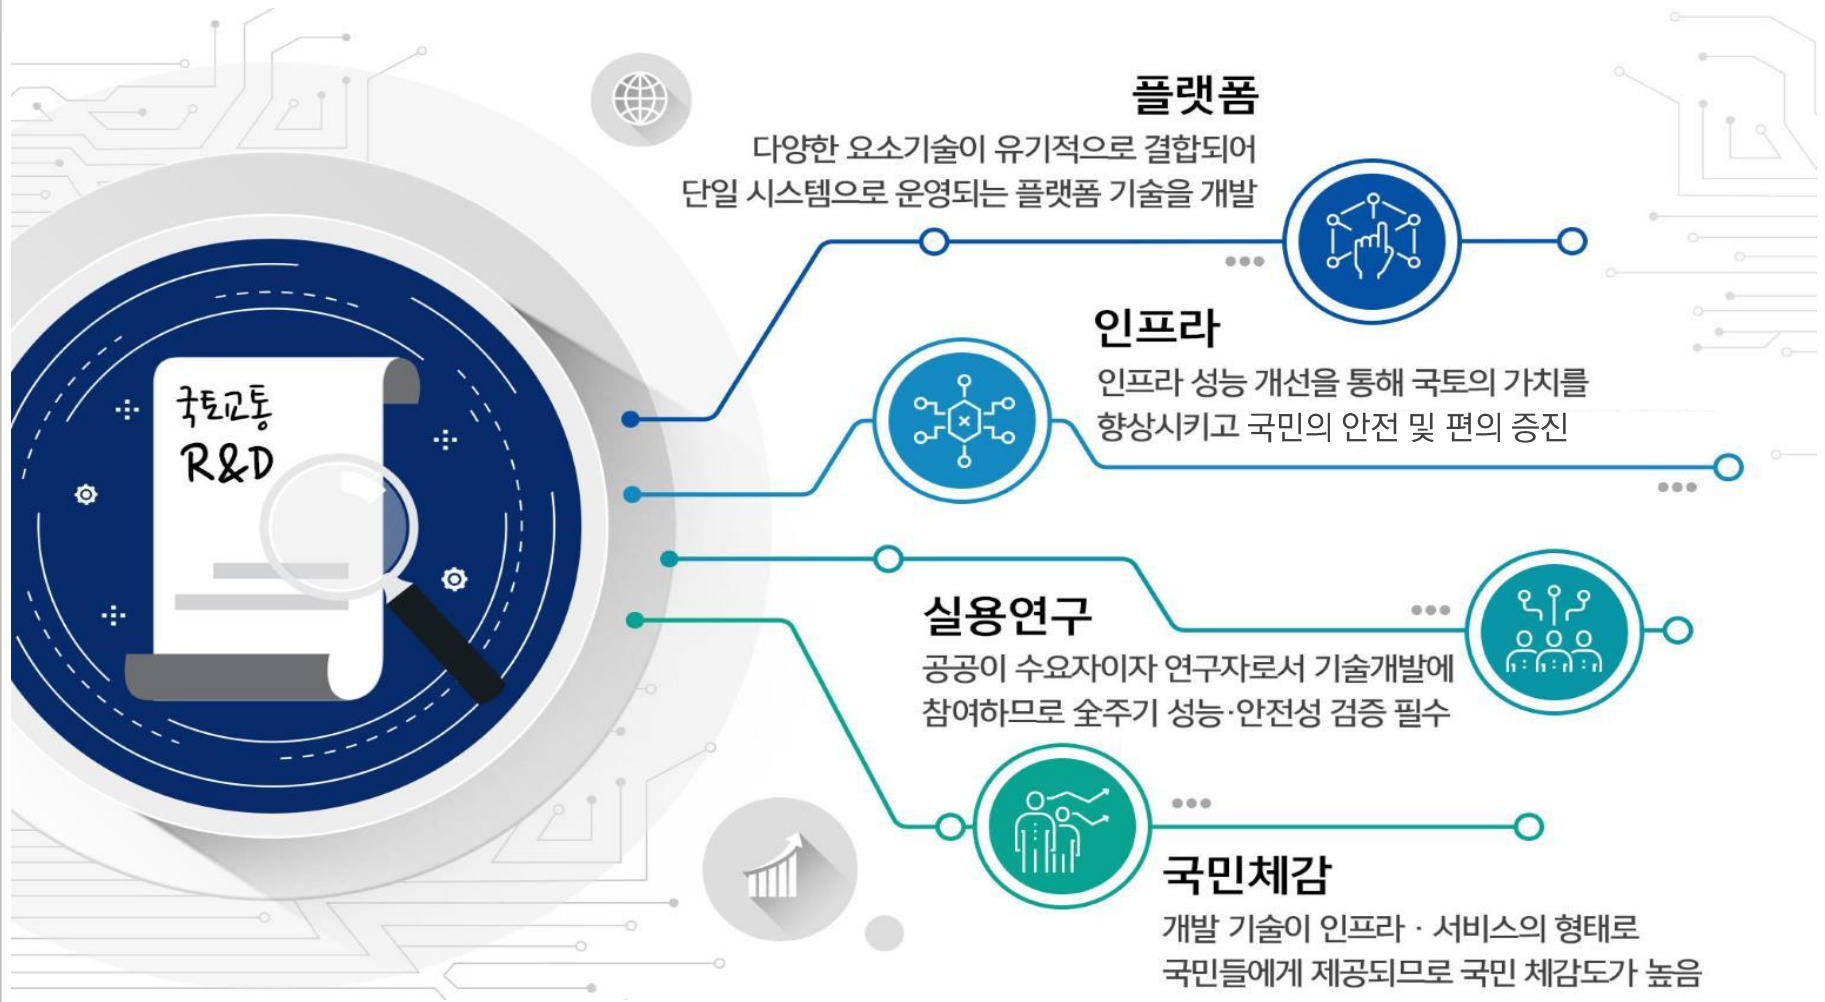 국토교통
R&D
플랫폼
다양한 요소기술이 유기적으로 결합되어
단일 시스템으로 운영되는 플랫폼 기술을 개발
인프라
인프라 성능 개선을 통해 국토의 가치를
향상시키고 국민의 안전 및 편의 증진
실용연구
공공이 수요자이자 연구자로서 기술개발에
참여하므로 全주기 성능·안전성 검증 필수
국민체감
개발 기술이 인프라 · 서비스의 형태로
국민들에게 제공되므로 국민 체감도가 높음